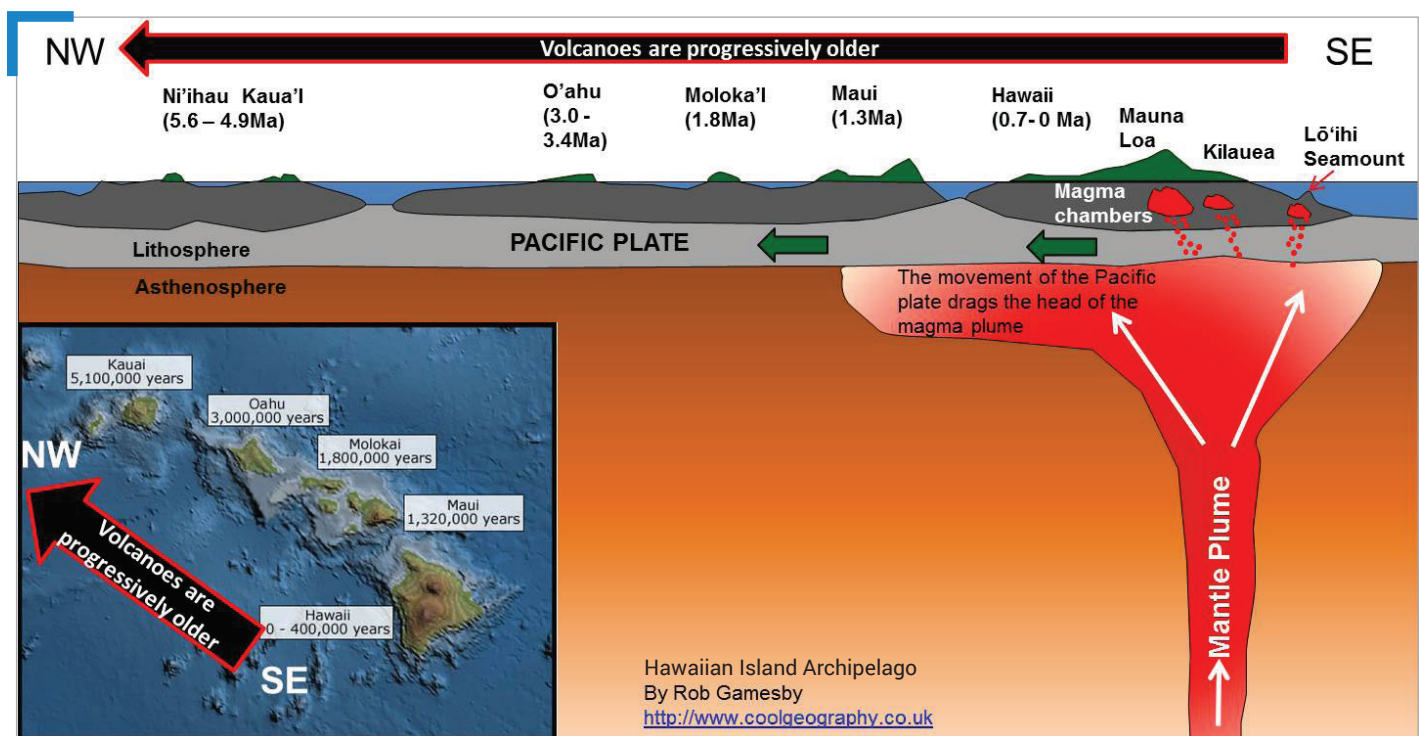 NW
Volcanoes are progressively older
SE
Ni'ihau Kaua'I
(5.6 – 4.9Ma)
O'ahu
(3.0 -
3.4Ma)
Moloka'I
(1.8Ma)
Maui
(1.3Ma)
Hawaii
(0.7- 0 Ma)
Mauna
Loa
Kilauea
Lō'ihi
Seamount
Magma
chambers
Lithosphere
PACIFIC PLATE
Asthenosphere
The movement of the Pacific
plate drags the head of the
magma plume
Mantle Plume
Kauai
5,100,000 years
Oahu
3,000,000 years
Molokai
1,800,000 years
Maui
1,320,000 years
Hawaii
0 - 400,000 years
NW
Volcanoes are
progressively older
SE
Hawaiian Island Archipelago
By Rob Gamesby
http://www.coolgeography.co.uk